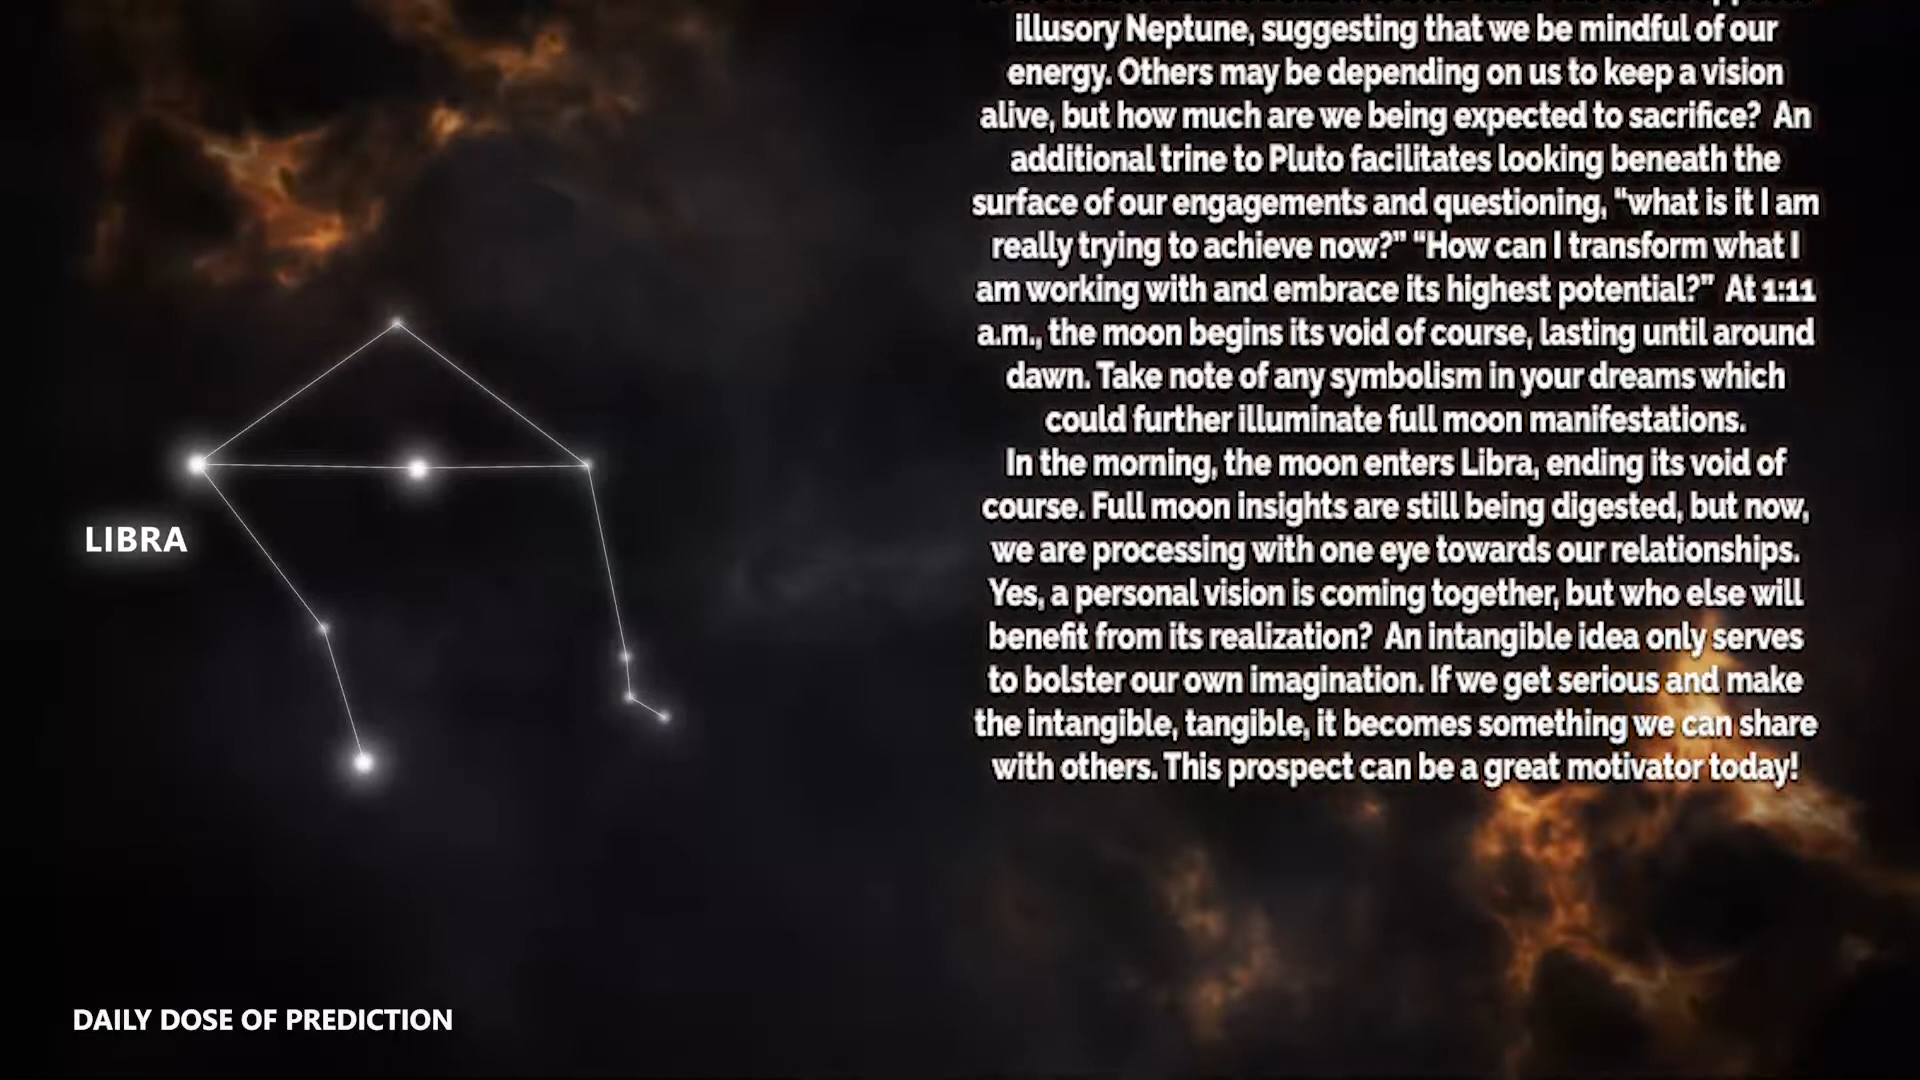 illusory Neptune, suggesting that we be mindful of our
energy. Others may be depending on us to keep a vision
alive, but how much are we being expected to sacrifice?  An
additional trine to Pluto facilitates looking beneath the
surface of our engagements and questioning, “what is it I am
really trying to achieve now?” “How can I transform what I
am working with and embrace its highest potential?”  At 1:11
a.m., the moon begins its void of course, lasting until around
dawn. Take note of any symbolism in your dreams which
could further illuminate full moon manifestations.
In the morning, the moon enters Libra, ending its void of
course. Full moon insights are still being digested, but now,
we are processing with one eye towards our relationships.
Yes, a personal vision is coming together, but who else will
benefit from its realization?  An intangible idea only serves
to bolster our own imagination. If we get serious and make
the intangible, tangible, it becomes something we can share
with others. This prospect can be a great motivator today!
LIBRA
DAILY DOSE OF PREDICTION